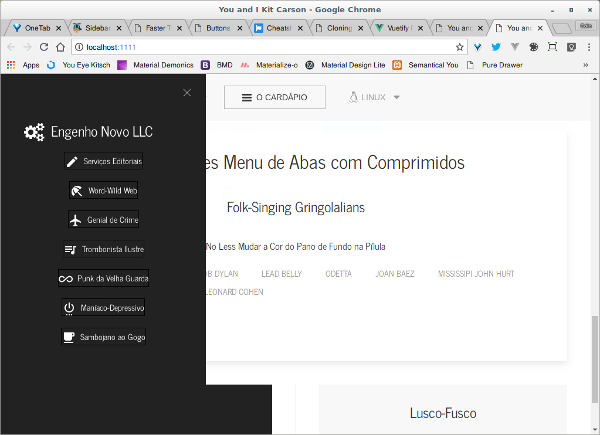 You and I Kit Carson - Google Chrome
OneTab
Sidebar
Faster T
Buttons
Cheatsh
Cloning
Vuetify
You and
You and
localhost:1111
Apps
You Eye Kitsch
Material Demonics
BMD
Materialize-o
Material Design Lite
Semantical You
Pure Drawer
»
O CARDÁPIO
LINUX
Engenho Novo LLC
Serviços Editoriais
Word-Wild Web
Genial de Crime
Trombonista Ilustre
Punk da Velha Guarda
Maníaco-Depressivo
Sambojano ao Gogo
es Menu de Abas com Comprimidos
Folk-Singing Gringolalians
No Less Mudar a Cor do Pano de Fundo na Pílula
OB DYLAN LEAD BELLY ODETTA JOAN BAEZ MISSISIPI JOHN HURT
LEONARD COHEN
Lusco-Fusco